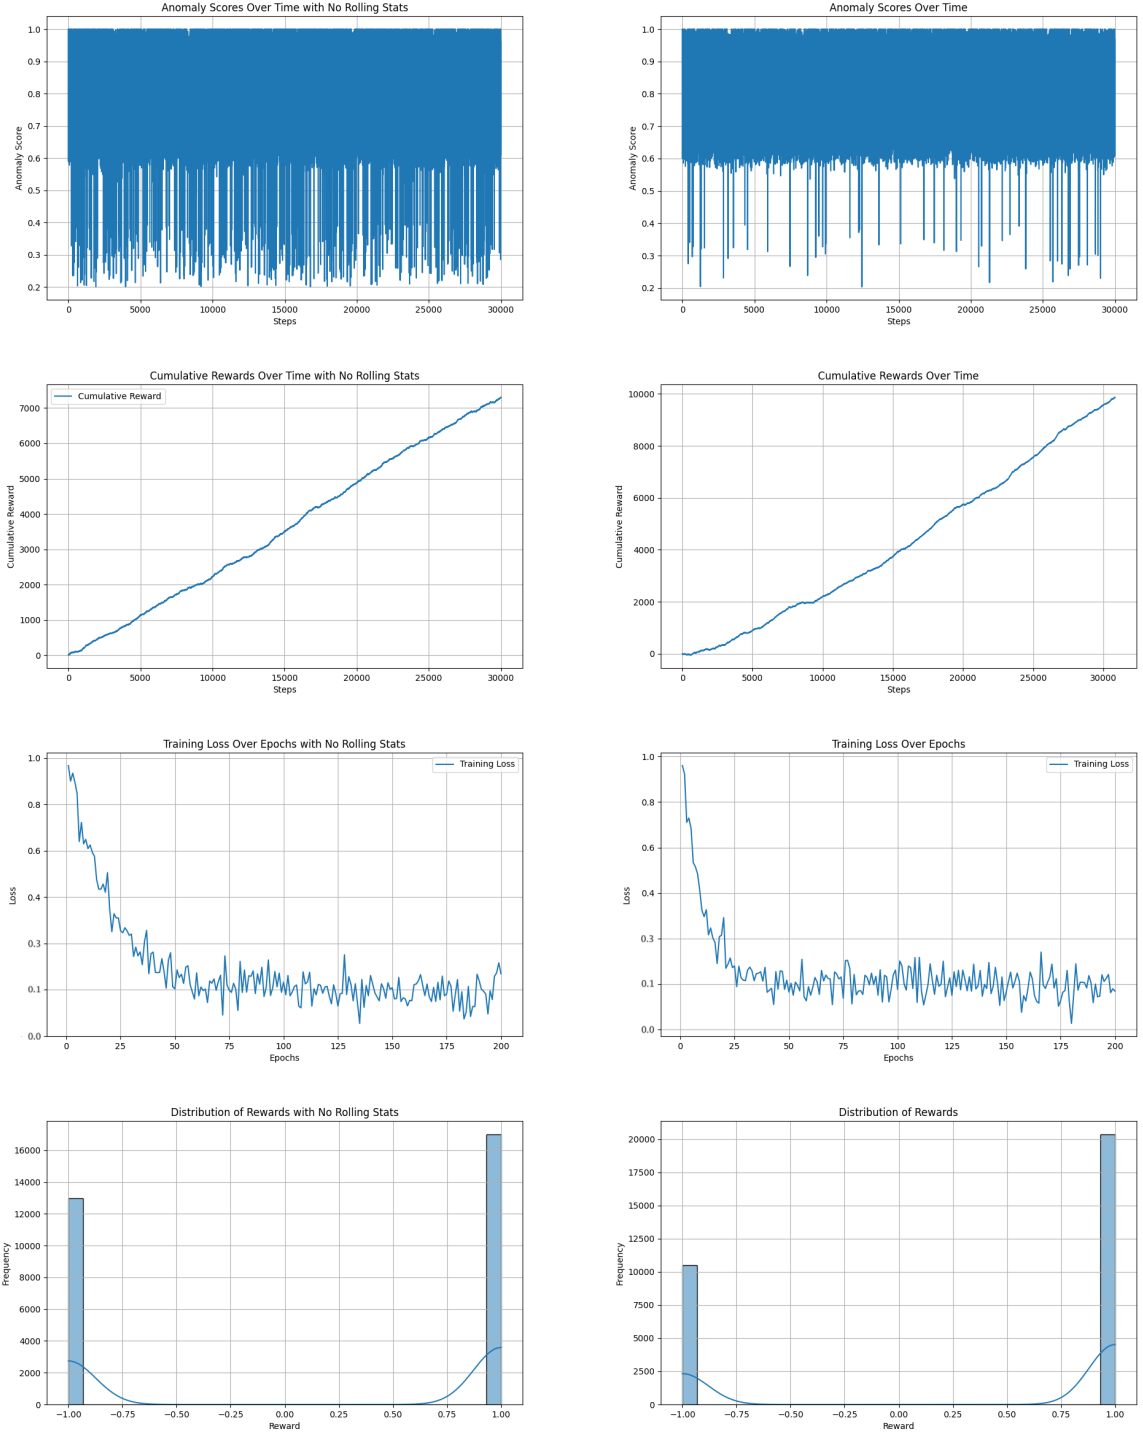 Anomaly Scores Over Time with No Rolling Stats
1.0
0.9
0.8
0.7
0.6
0.5
0.4
0.3
0.2
Anomaly Score
0 5000 10000 15000 20000 25000 30000
Steps
Anomaly Scores Over Time
1.0
0.9
0.8
0.7
0.6
0.5
0.4
0.3
0.2
Anomaly Score
0 5000 10000 15000 20000 25000 30000
Steps
Cumulative Rewards Over Time with No Rolling Stats
Cumulative Reward
7000
6000
5000
4000
3000
2000
1000
0
Cumulative Reward
0 5000 10000 15000 20000 25000 30000
Steps
Cumulative Rewards Over Time
10000
8000
6000
4000
2000
0
Cumulative Reward
0 5000 10000 15000 20000 25000 30000
Steps
Training Loss Over Epochs with No Rolling Stats
Training Loss
1.0
0.8
0.6
0.4
0.3
0.1
0.0
Loss
0 25 50 75 100 125 150 175 200
Epochs
Training Loss Over Epochs
Training Loss
1.0
0.8
0.6
0.4
0.3
0.1
0.0
Loss
0 25 50 75 100 125 150 175 200
Epochs
Distribution of Rewards with No Rolling Stats
16000
14000
12000
10000
8000
6000
4000
2000
0
Frequency
−1.00 −0.75 −0.50 −0.25 0.00 0.25 0.50 0.75 1.00
Reward
Distribution of Rewards
20000
17500
15000
12500
10000
7500
5000
2500
0
Frequency
−1.00 −0.75 −0.50 −0.25 0.00 0.25 0.50 0.75 1.00
Reward